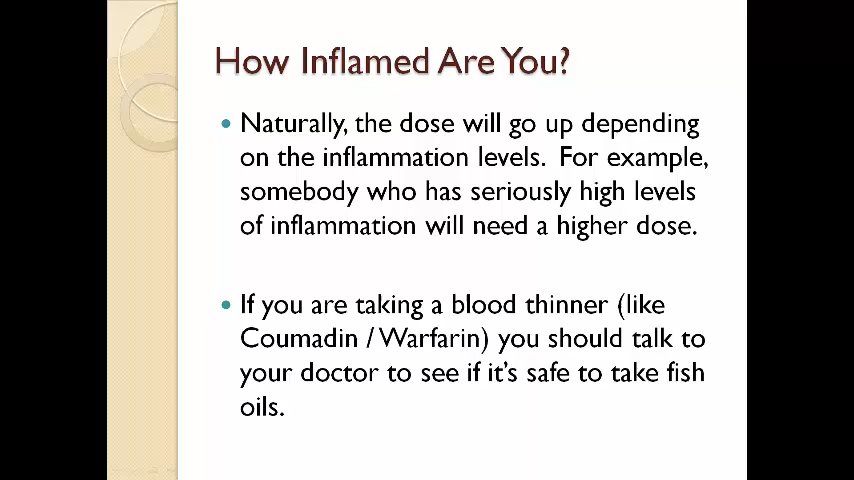 How Inflamed Are You?
• Naturally, the dose will go up depending
on the inflammation levels.  For example,
somebody who has seriously high levels
of inflammation will need a higher dose.
• If you are taking a blood thinner (like
Coumadin / Warfarin) you should talk to
your doctor to see if it's safe to take fish
oils.